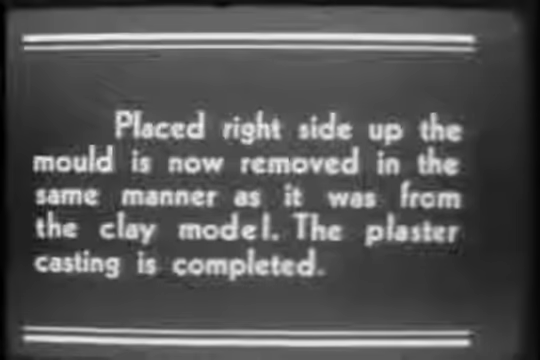 Placed right side up the
mould is now removed in the
same manner as it was from
the clay model. The plaster
casting is completed.